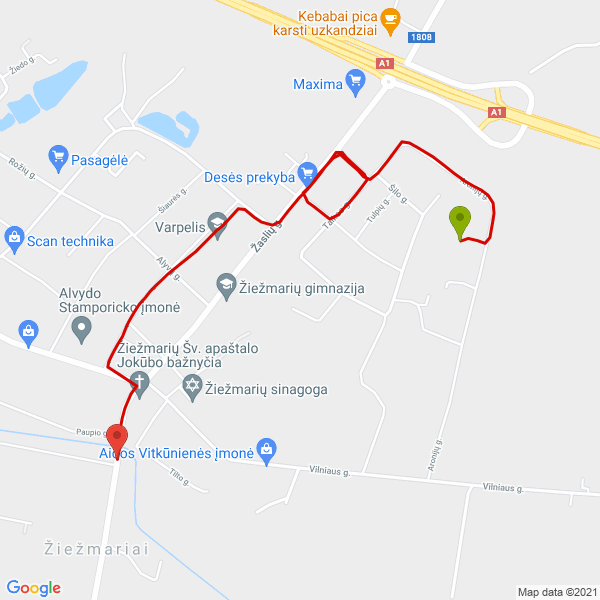 Kebabai pica
karsti uzkandziai
1808
A1
Maxima
A1
Žiedo g.
Pasagėlė
Rožių g.
Desės prekyba
Šilo g.
Šiaurės g.
Tulpių g.
Varpelis
Scan technika
Žaslių g.
Alyvų g.
Žiežmarių gimnazija
Alvydo
Stamporicko įmonė
Žiežmarių Šv. apaštalo
Jokūbo bažnyčia
Žiežmarių sinagoga
Paupio g.
Aidos Vitkūnienės įmonė
Aronijų g.
Tilto g.
Vilniaus g.
Vilniaus g.
Žiežmariai
Google
Map data ©2021